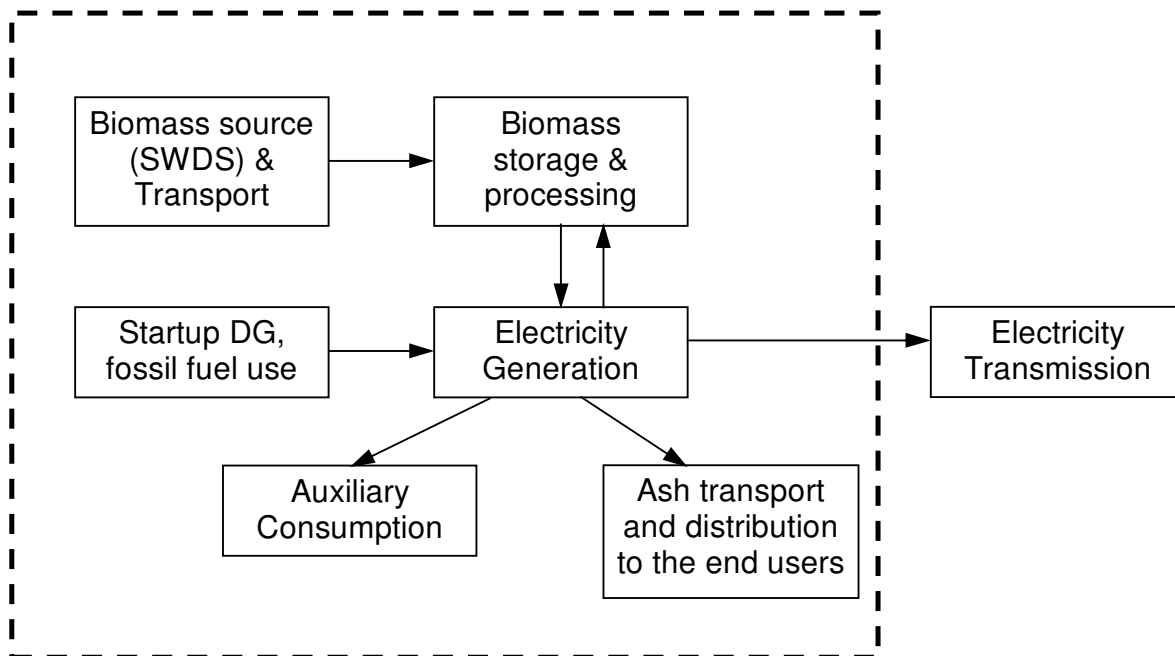 Biomass source
(SWDS) &
Transport
Biomass
storage &
processing
Startup DG,
fossil fuel use
Electricity
Generation
Electricity
Transmission
Auxiliary
Consumption
Ash transport
and distribution
to the end users